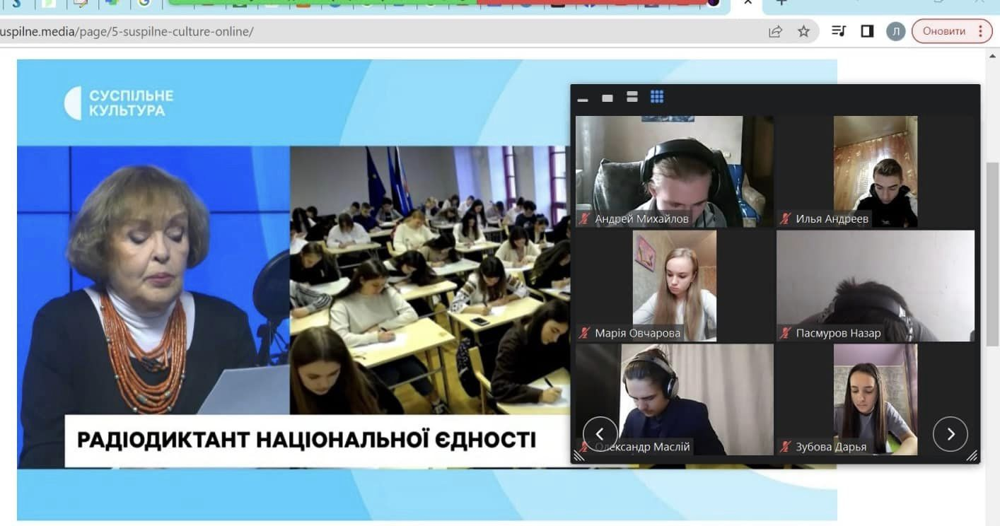 uspilne.media/page/5-suspilne-culture-online/
Л
Оновити
СУСПІЛЬНЕ
КУЛЬТУРА
РАДІОДИКТАНТ НАЦІОНАЛЬНОЇ ЄДНОСТІ
Андрей Михайлов
Илья Андреев
Марія Овчарова
Пасмуров Назар
Олександр Маслій
Зубова Дарья